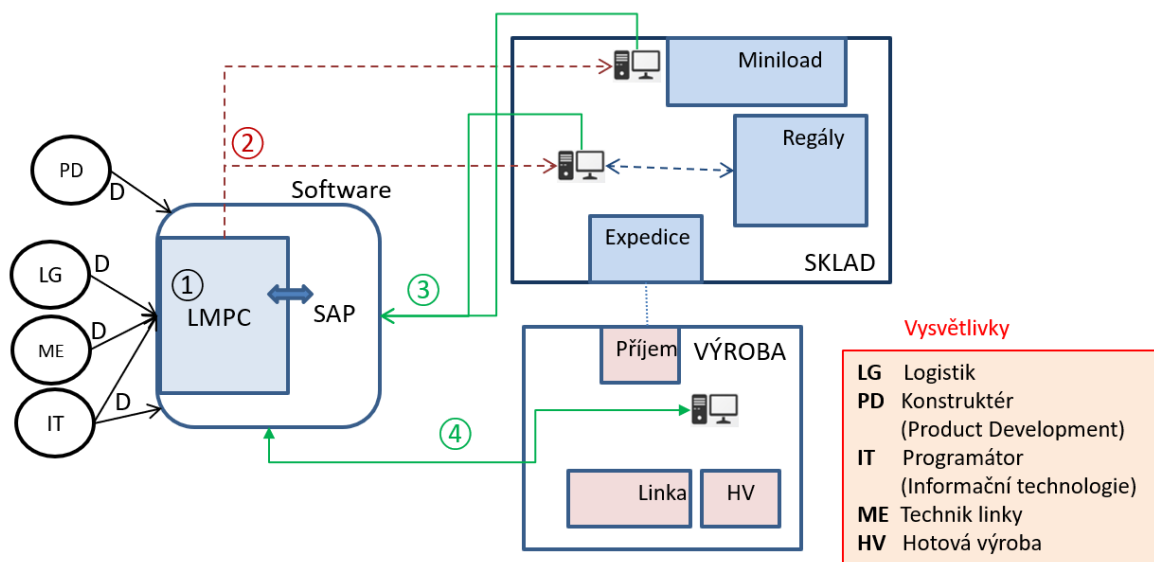 Miniload
Regály
②
PD
D
Software
Expedice
SKLAD
LG
D
①
LMPC
SAP
③
D
ME
Příjem
VÝROBA
Vysvětlivky
D
IT
④
Linka
HV
LG Logistik
PD Konstruktér
(Product Development)
IT Programátor
(Informační technologie)
ME Technik linky
HV Hotová výroba